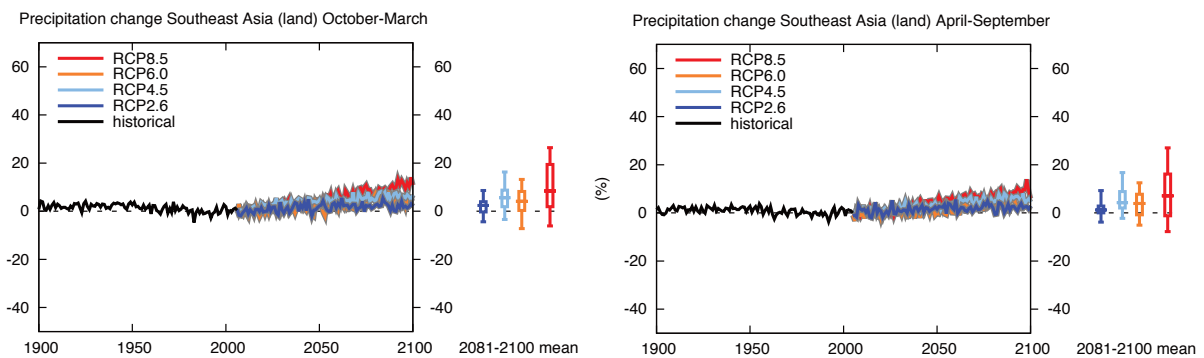 Precipitation change Southeast Asia (land) October-March
60
40
20
0
-20
-40
RCP8.5
RCP6.0
RCP4.5
RCP2.6
historical
60
40
20
0
-20
-40
1900 1950 2000 2050 2100 2081-2100 mean
Precipitation change Southeast Asia (land) April-September
(%)
60
40
20
0
-20
-40
RCP8.5
RCP6.0
RCP4.5
RCP2.6
historical
60
40
20
0
-20
-40
1900 1950 2000 2050 2100 2081-2100 mean